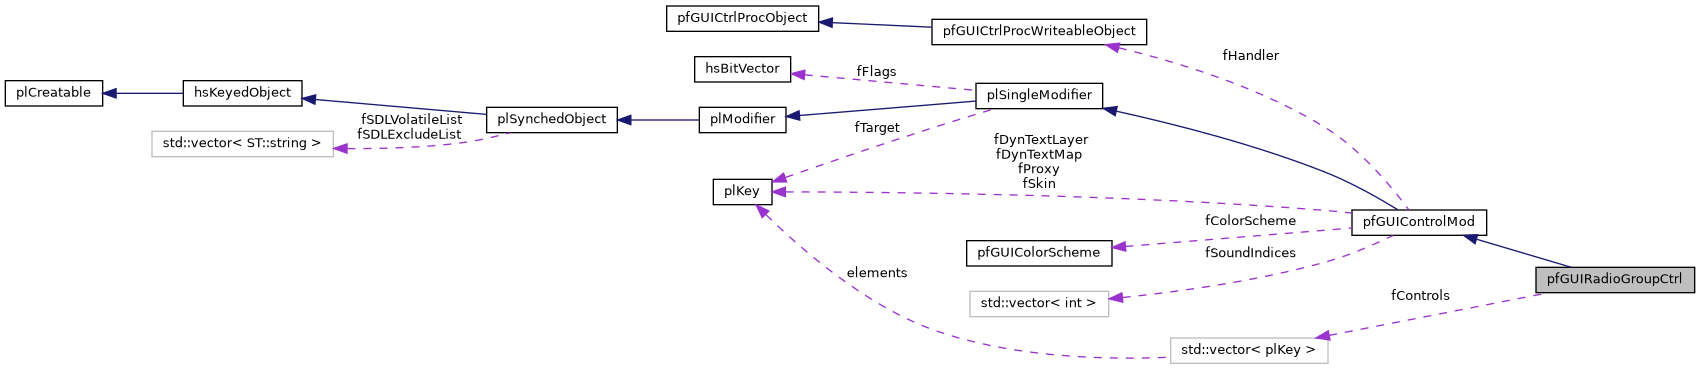 pfGUICtrlProcObject
pfGUICtrlProcWriteableObject
fHandler
hsBitVector
fFlags
plCreatable
hsKeyedObject
plSingleModifier
plSynchedObject
plModifier
fSDLVolatileList
fSDLExcludeList
std::vector< ST::string >
fTarget
fDynTextLayer
fDynTextMap
fProxy
fSkin
plKey
pfGUIControlMod
fColorScheme
pfGUIColorScheme
fSoundIndices
elements
pfGUIRadioGroupCtrl
std::vector< int >
fControls
std::vector< plKey >